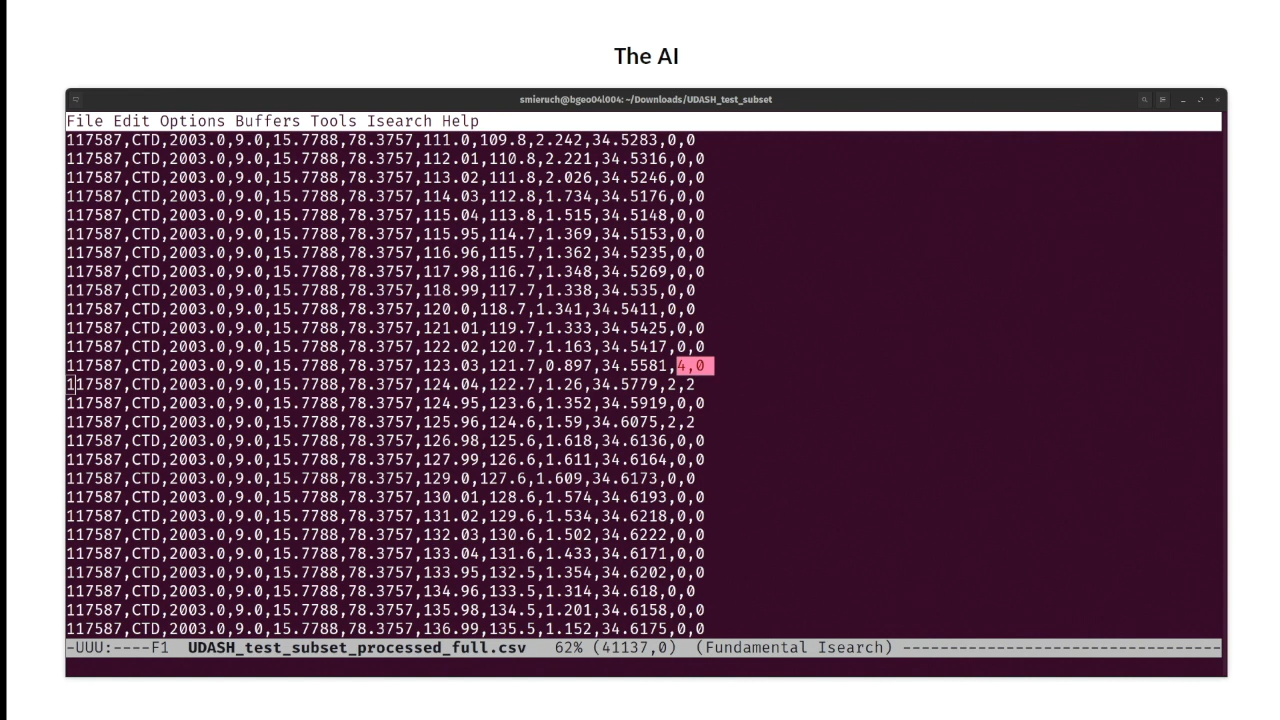 The AI
smieruch@bgeo04l004: ~/Downloads/UDASH_test_subset
File Edit Options Buffers Tools Isearch Help
117587,CTD,2003.0,9.0,15.7788,78.3757,111.0,109.8,2.242,34.5283,0,0
117587,CTD,2003.0,9.0,15.7788,78.3757,112.01,110.8,2.221,34.5316,0,0
117587,CTD,2003.0,9.0,15.7788,78.3757,113.02,111.8,2.026,34.5246,0,0
117587,CTD,2003.0,9.0,15.7788,78.3757,114.03,112.8,1.734,34.5176,0,0
117587,CTD,2003.0,9.0,15.7788,78.3757,115.04,113.8,1.515,34.5148,0,0
117587,CTD,2003.0,9.0,15.7788,78.3757,115.95,114.7,1.369,34.5153,0,0
117587,CTD,2003.0,9.0,15.7788,78.3757,116.96,115.7,1.362,34.5235,0,0
117587,CTD,2003.0,9.0,15.7788,78.3757,117.98,116.7,1.348,34.5269,0,0
117587,CTD,2003.0,9.0,15.7788,78.3757,118.99,117.7,1.338,34.535,0,0
117587,CTD,2003.0,9.0,15.7788,78.3757,120.0,118.7,1.341,34.5411,0,0
117587,CTD,2003.0,9.0,15.7788,78.3757,121.01,119.7,1.333,34.5425,0,0
117587,CTD,2003.0,9.0,15.7788,78.3757,122.02,120.7,1.163,34.5417,0,0
117587,CTD,2003.0,9.0,15.7788,78.3757,123.03,121.7,0.897,34.5581,4,0
117587,CTD,2003.0,9.0,15.7788,78.3757,124.04,122.7,1.26,34.5779,2,2
117587,CTD,2003.0,9.0,15.7788,78.3757,124.95,123.6,1.352,34.5919,0,0
117587,CTD,2003.0,9.0,15.7788,78.3757,125.96,124.6,1.59,34.6075,2,2
117587,CTD,2003.0,9.0,15.7788,78.3757,126.98,125.6,1.618,34.6136,0,0
117587,CTD,2003.0,9.0,15.7788,78.3757,127.99,126.6,1.611,34.6164,0,0
117587,CTD,2003.0,9.0,15.7788,78.3757,129.0,127.6,1.609,34.6173,0,0
117587,CTD,2003.0,9.0,15.7788,78.3757,130.01,128.6,1.574,34.6193,0,0
117587,CTD,2003.0,9.0,15.7788,78.3757,131.02,129.6,1.534,34.6218,0,0
117587,CTD,2003.0,9.0,15.7788,78.3757,132.03,130.6,1.502,34.6222,0,0
117587,CTD,2003.0,9.0,15.7788,78.3757,133.04,131.6,1.433,34.6171,0,0
117587,CTD,2003.0,9.0,15.7788,78.3757,133.95,132.5,1.354,34.6202,0,0
117587,CTD,2003.0,9.0,15.7788,78.3757,134.96,133.5,1.314,34.618,0,0
117587,CTD,2003.0,9.0,15.7788,78.3757,135.98,134.5,1.201,34.6158,0,0
117587,CTD,2003.0,9.0,15.7788,78.3757,136.99,135.5,1.152,34.6175,0,0
-UUU:----F1 UDASH_test_subset_processed_full.csv 62% (41137,0) (Fundamental Isearch) ----------------------------------